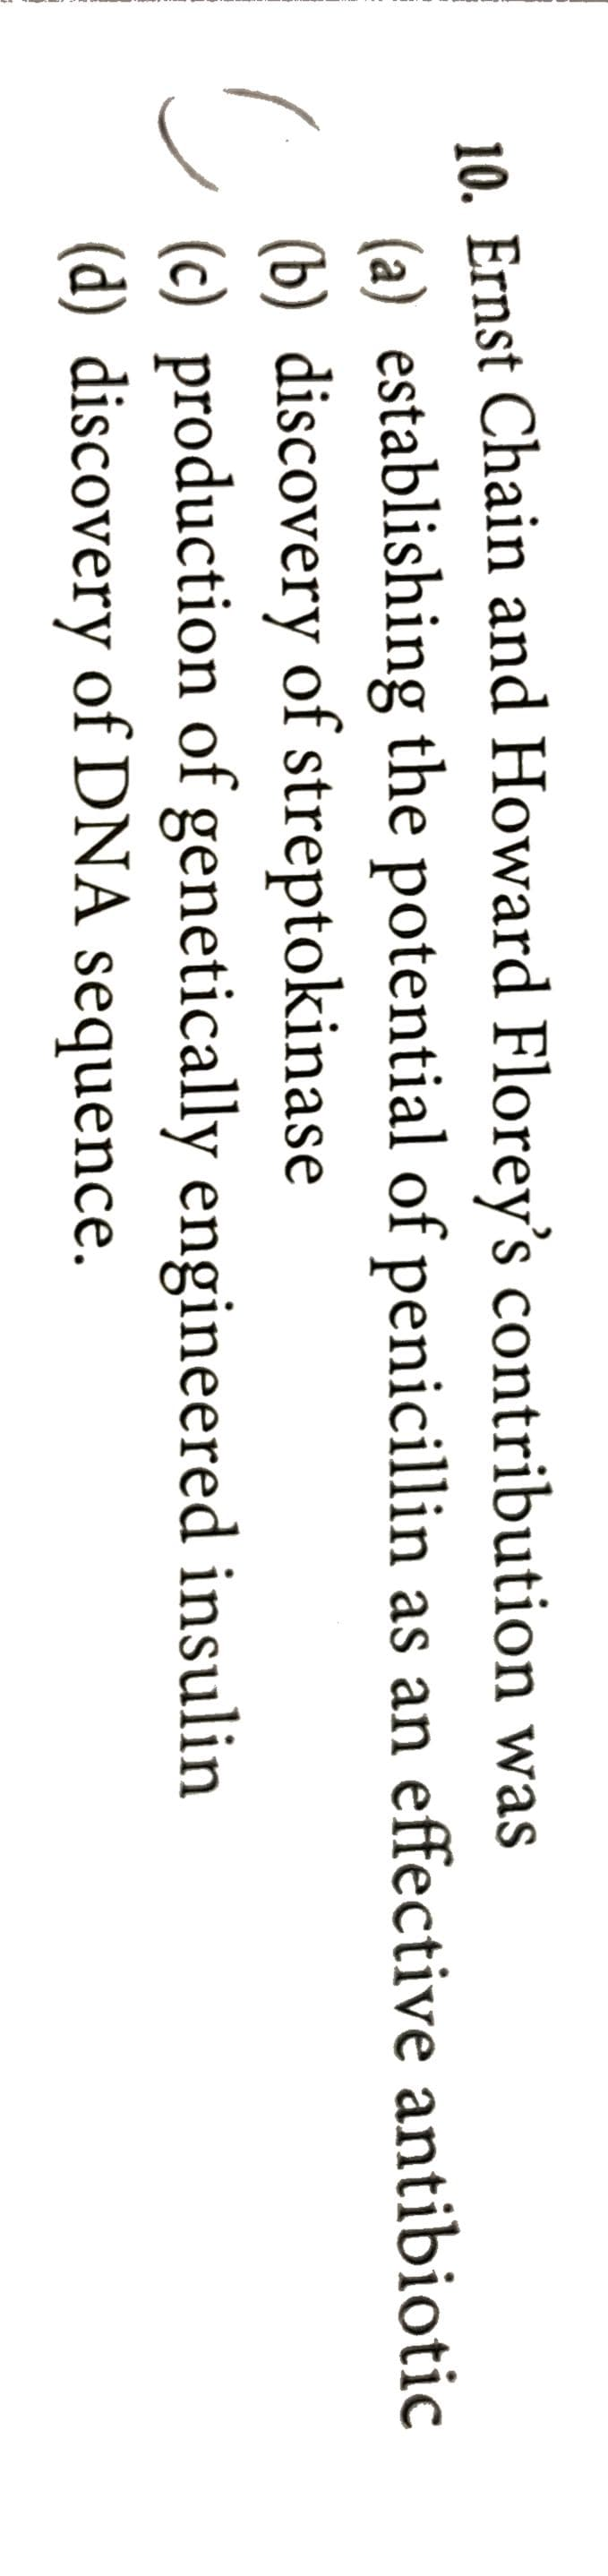 10. Ernst Chain and Howard Florey's contribution was
(a) establishing the potential of penicillin as an effective antibiotic
(b) discovery of streptokinase
(c) production of genetically engineered insulin
(d) discovery of DNA sequence.